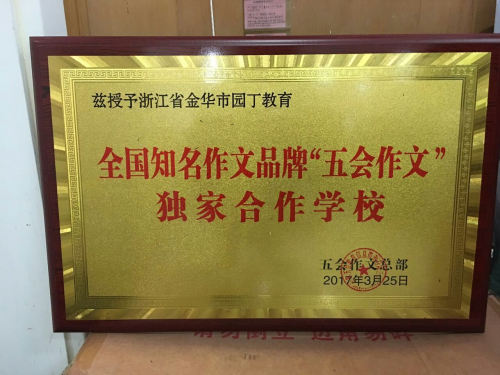 兹授予浙江省金华市园丁教育
全国知名作文品牌“五会作文”
独家合作学校
五会作文总部
2017年3月25日